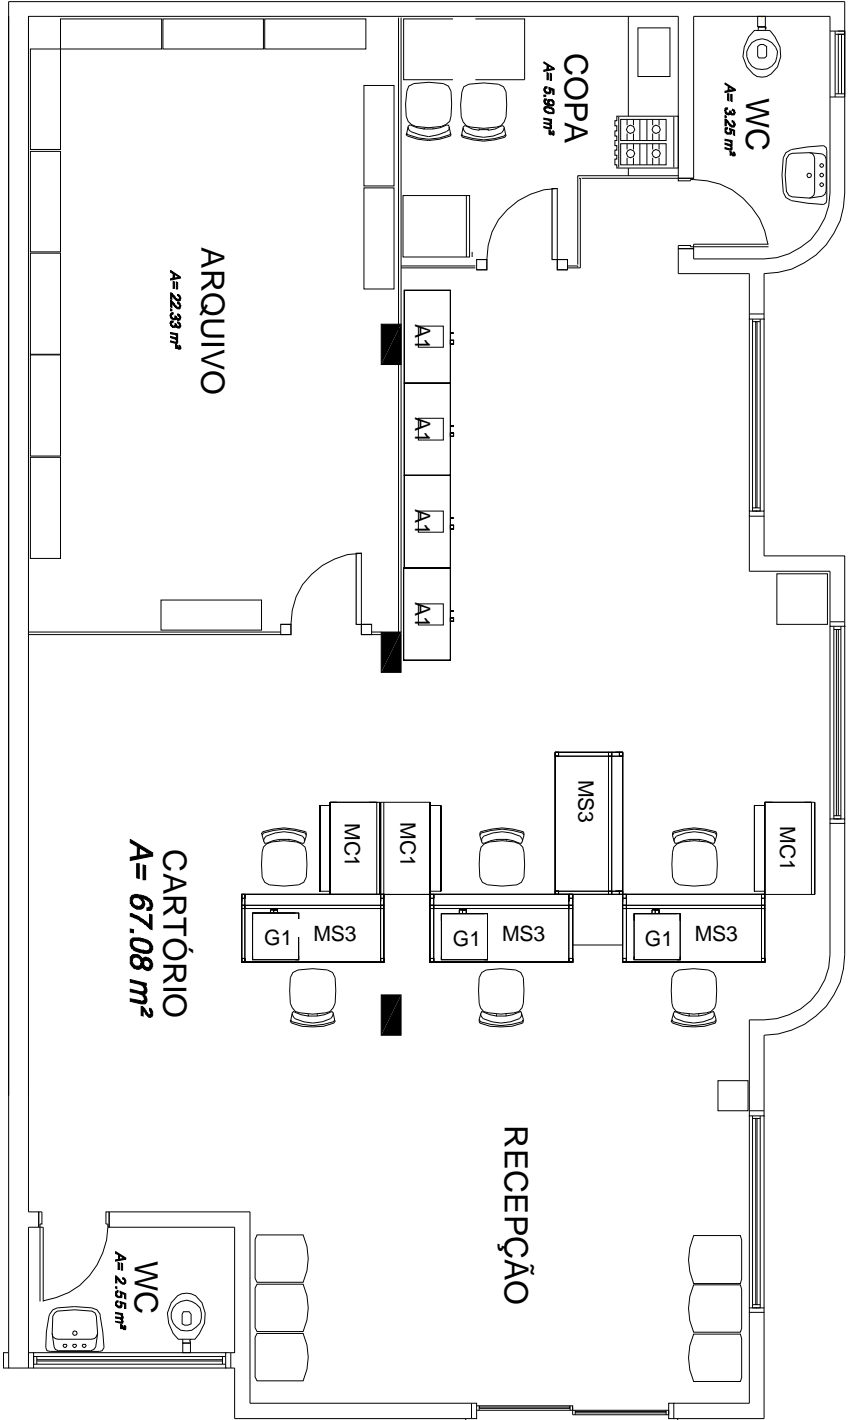 COPA
A= 5.90 m²
WC
A= 3.25 m²
ARQUIVO
A= 22.33 m²
A1
A1
A1
A1
MS3
MC1
MC1
MC1
G1 MS3
G1 MS3
G1 MS3
CARTÓRIO
A= 67.08 m²
RECEPÇÃO
WC
A= 2.55 m²